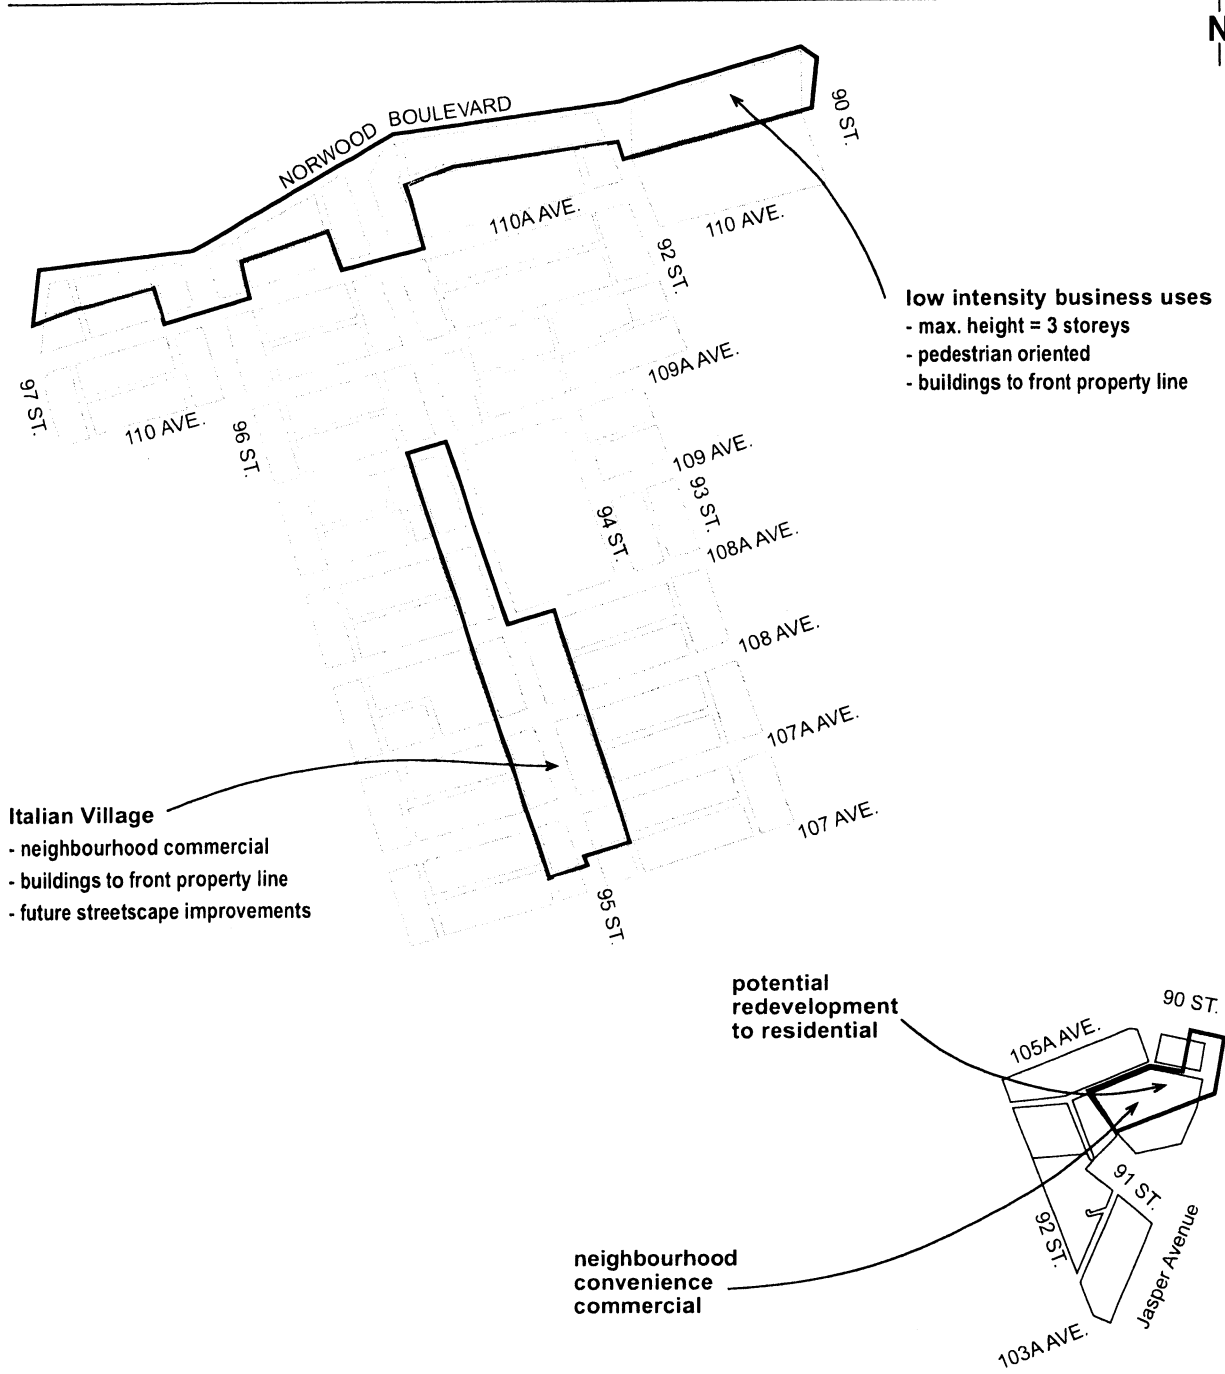 N
NORWOOD BOULEVARD
90 ST.
110A AVE.
110 AVE.
92 ST.
low intensity business uses
- max. height = 3 storeys
- pedestrian oriented
- buildings to front property line
109A AVE.
97 ST.
110 AVE.
96 ST.
109 AVE.
93 ST.
94 ST.
108A AVE.
108 AVE.
107A AVE.
107 AVE.
Italian Village
- neighbourhood commercial
- buildings to front property line
- future streetscape improvements
95 ST.
potential
redevelopment
to residential
90 ST.
105A AVE.
91 ST.
92 ST.
Jasper Avenue
neighbourhood
convenience
commercial
103A AVE.